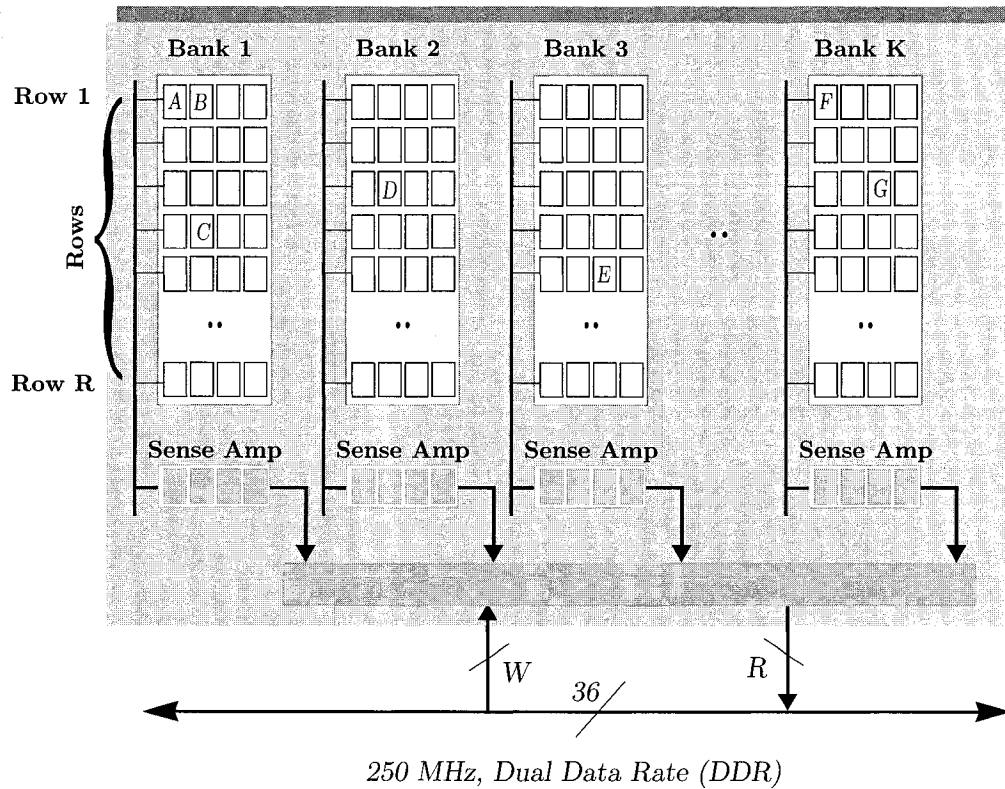 Bank 1 Bank 2 Bank 3 Bank K
Row 1
A B
F
D
G
C
E
Rows
Row R
Sense Amp Sense Amp Sense Amp Sense Amp
W
R
36
250 MHz, Dual Data Rate (DDR)